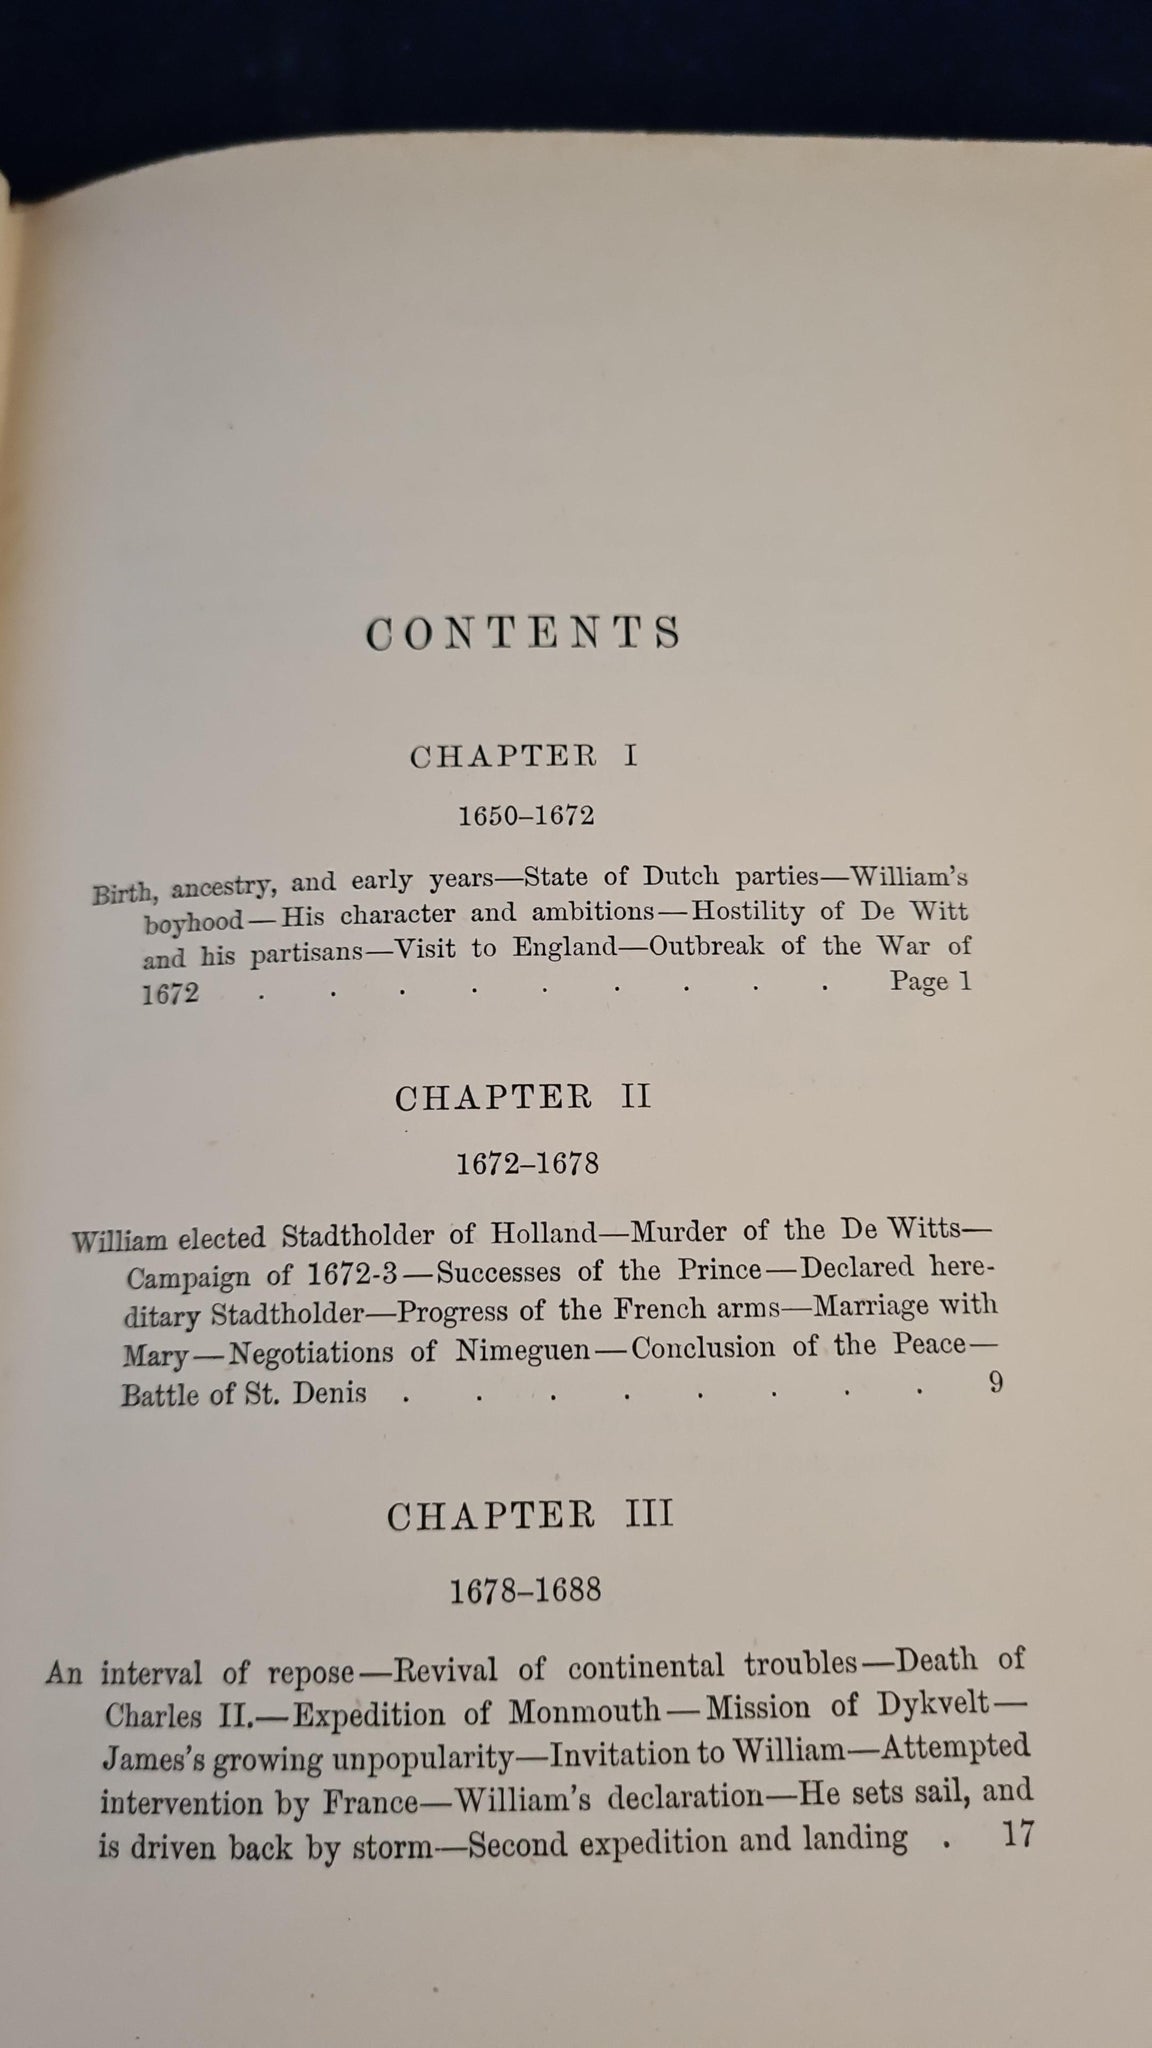 CONTENTS
CHAPTER I
1650–1672
Birth, ancestry, and early years—State of Dutch parties—William's
boyhood—His character and ambitions—Hostility of De Witt
and his partisans—Visit to England—Outbreak of the War of
1672 . . . . . . . . . Page 1
CHAPTER II
1672–1678
William elected Stadtholder of Holland—Murder of the De Witts—
Campaign of 1672-3—Successes of the Prince—Declared here-
ditary Stadtholder—Progress of the French arms—Marriage with
Mary—Negotiations of Nimeguen—Conclusion of the Peace—
Battle of St. Denis . . . . . . . . 9
CHAPTER III
1678–1688
An interval of repose—Revival of continental troubles—Death of
Charles II.—Expedition of Monmouth—Mission of Dykvelt—
James's growing unpopularity—Invitation to William—Attempted
intervention by France—William's declaration—He sets sail, and
is driven back by storm—Second expedition and landing . 17